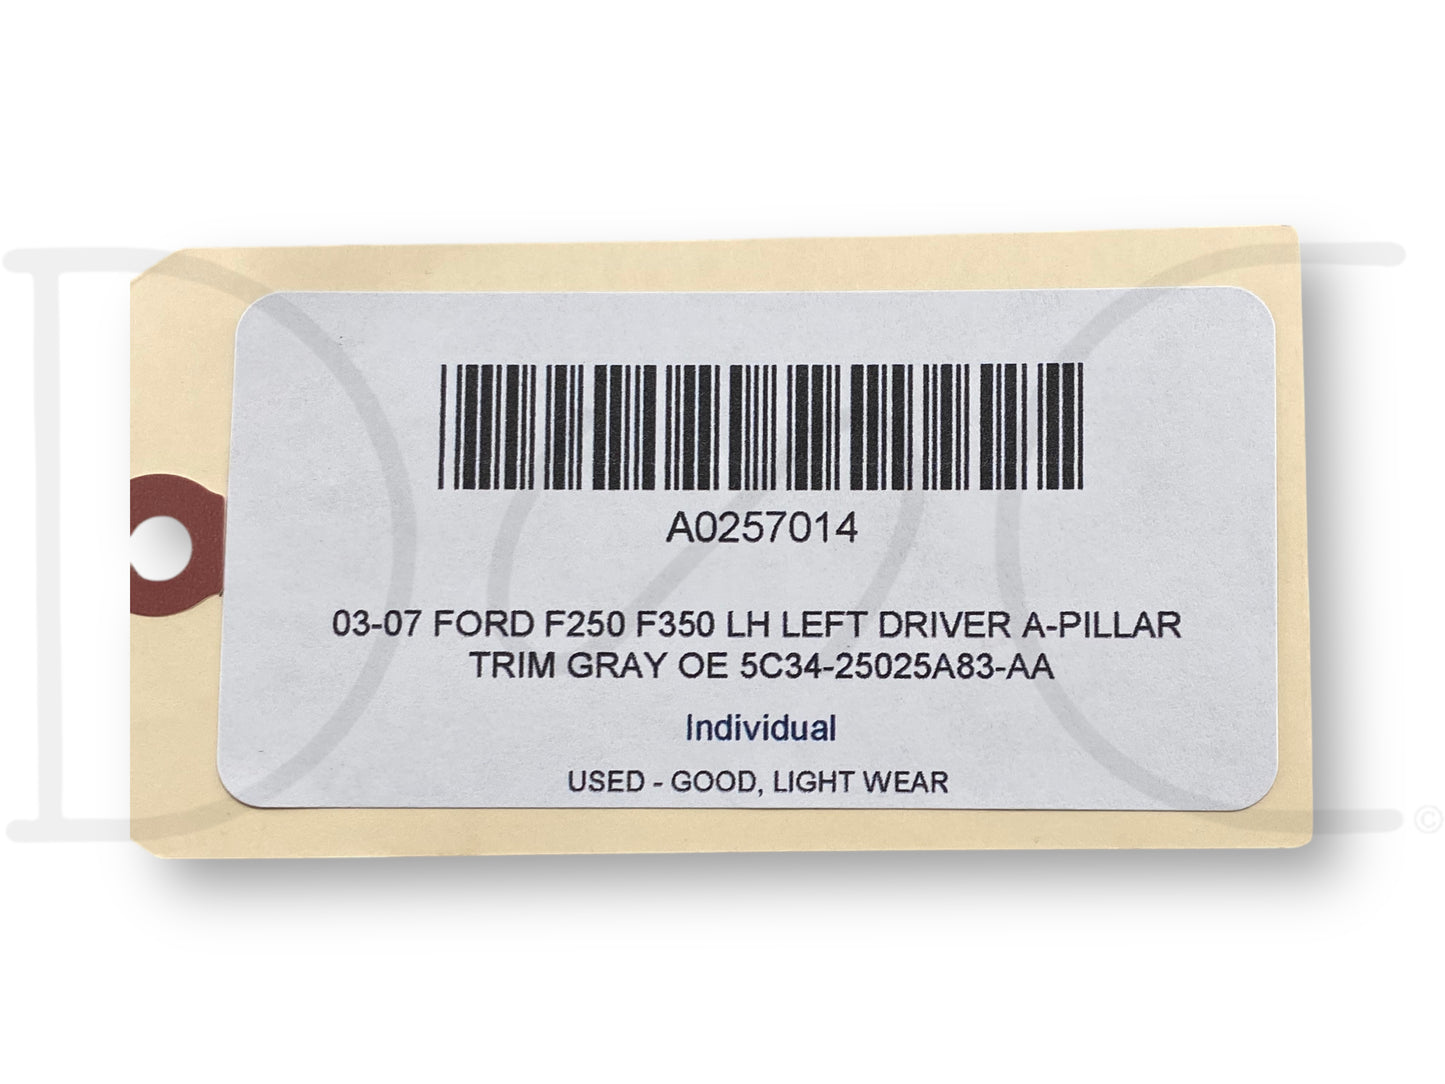 A0257014
03-07 FORD F250 F350 LH LEFT DRIVER A-PILLAR
TRIM GRAY OE 5C34-25025A83-AA
Individual
USED - GOOD, LIGHT WEAR
©